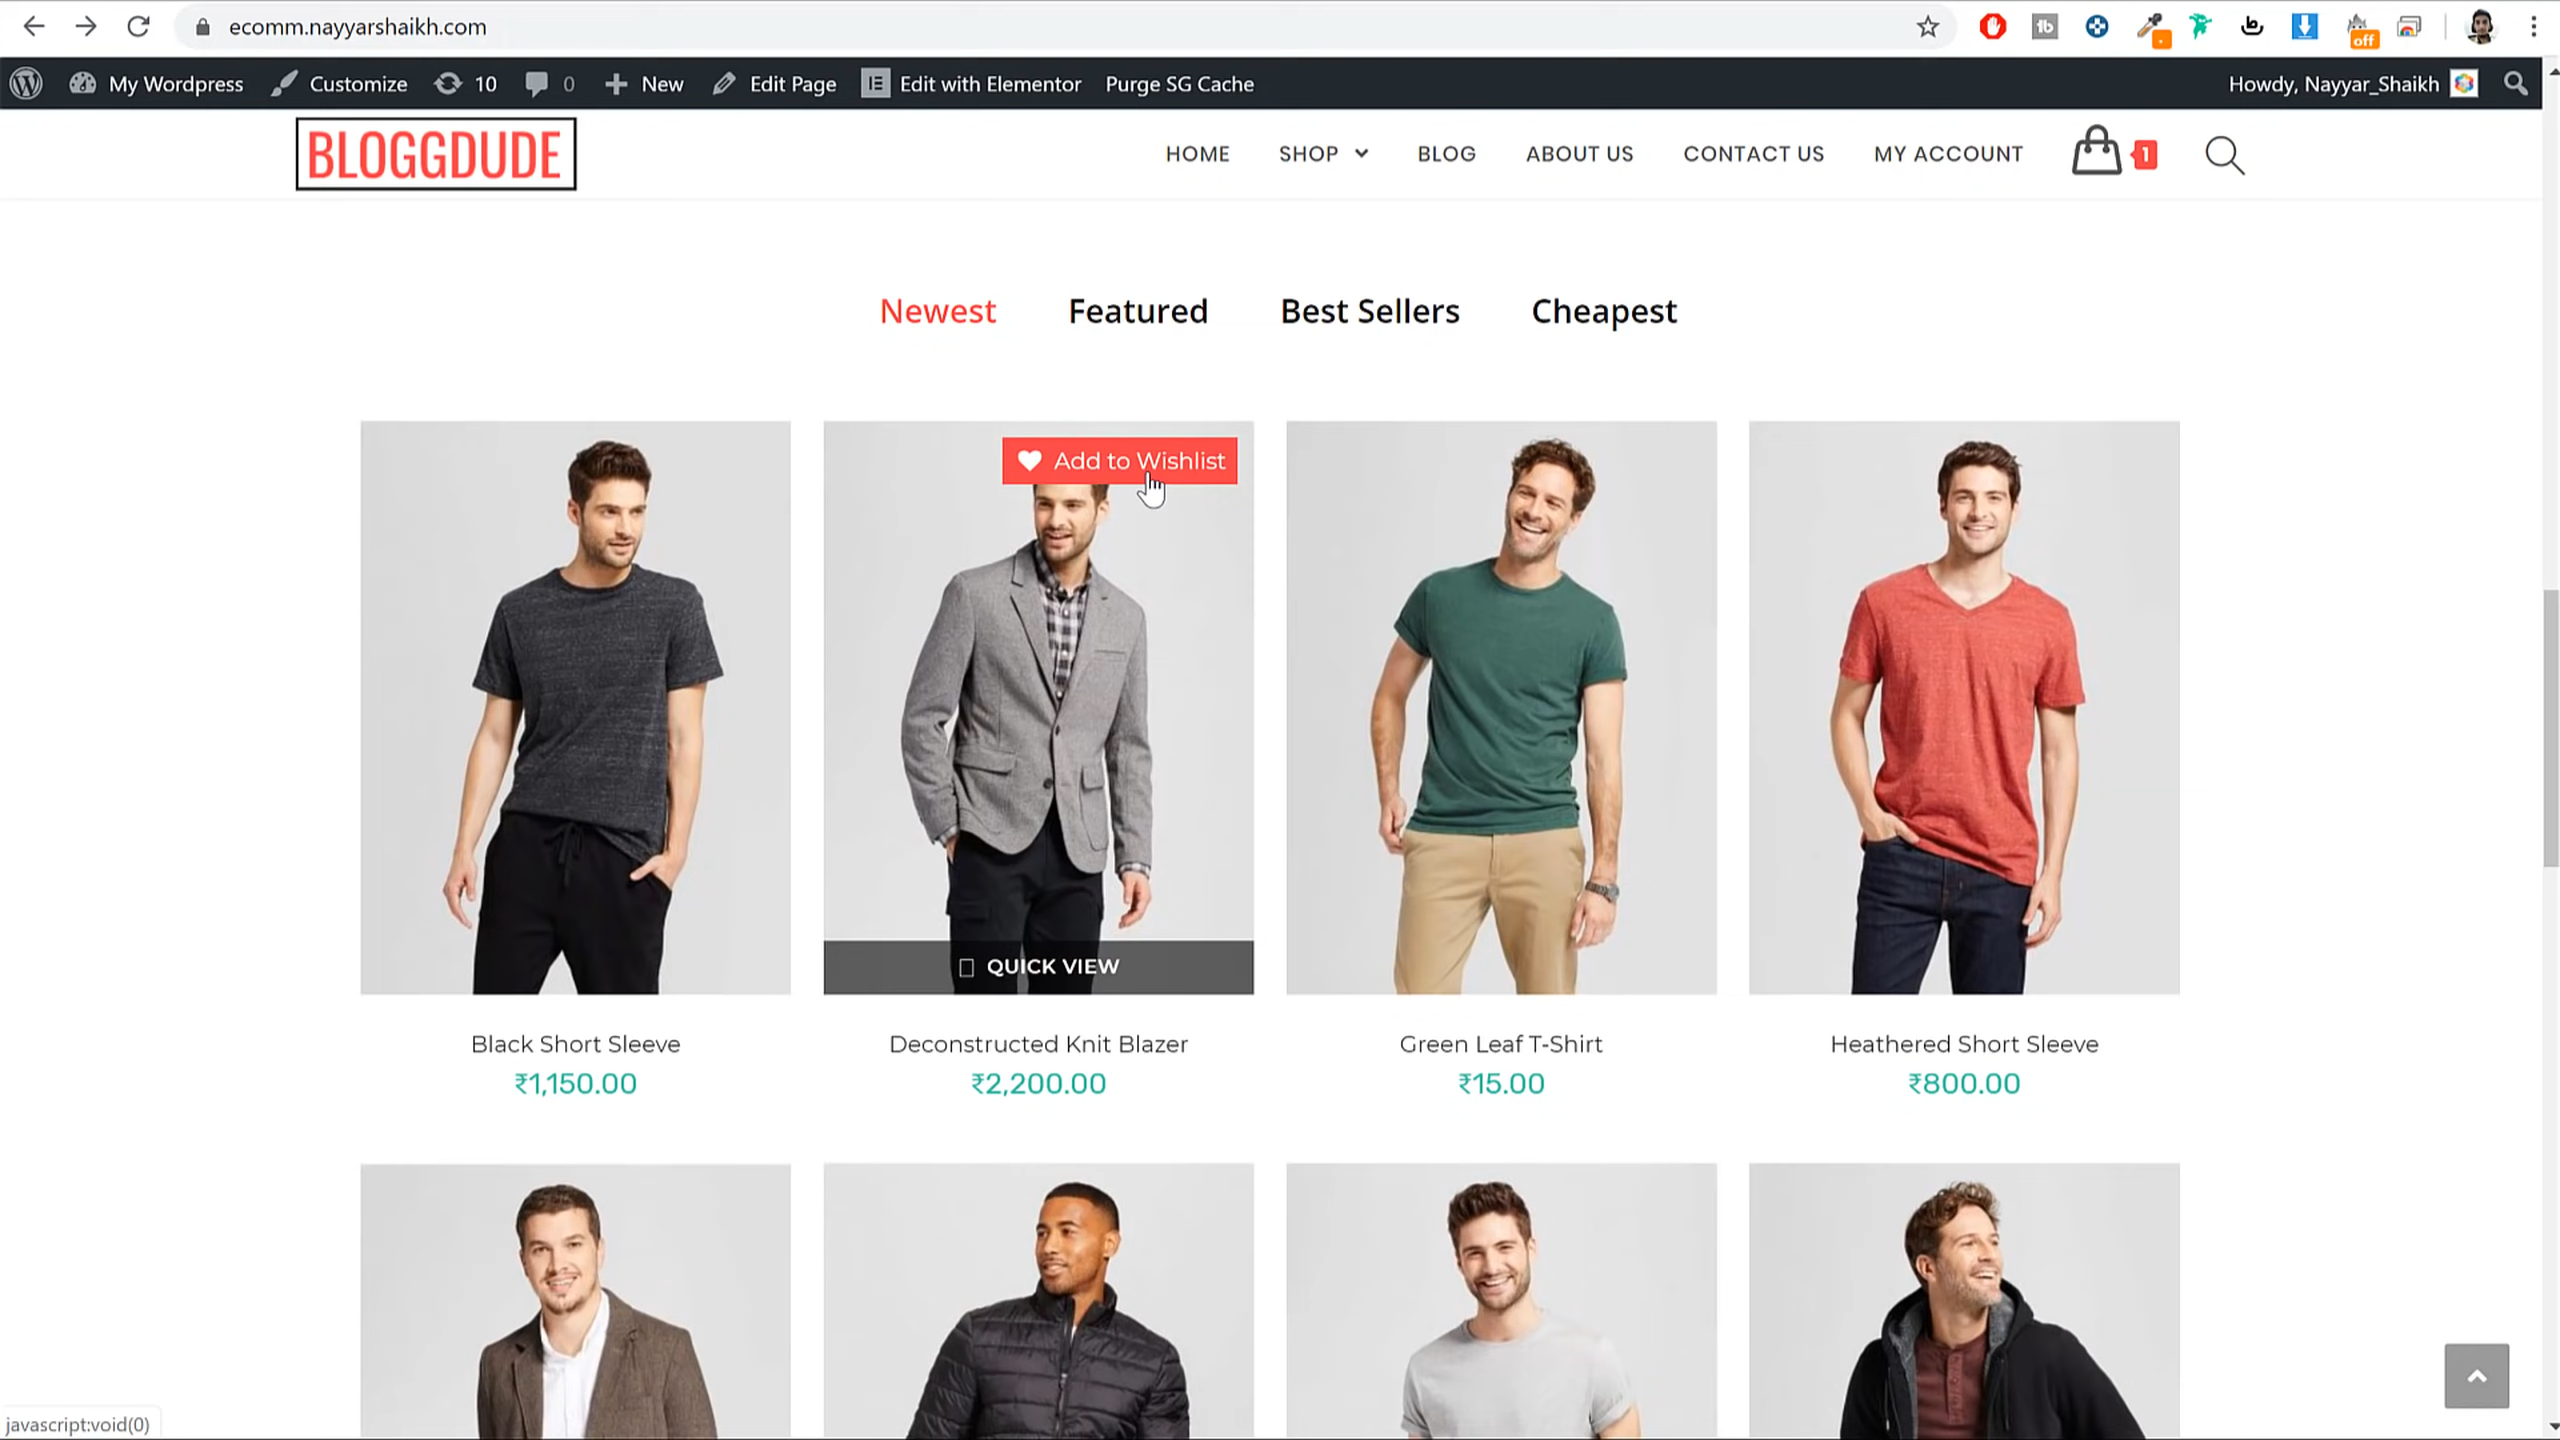 ecomm.nayyarshaikh.com
off
My Wordpress Customize 10 0 New Edit Page Edit with Elementor Purge SG Cache Howdy, Nayyar_Shaikh
BLOGGDUDE
HOME SHOP BLOG ABOUT US CONTACT US MY ACCOUNT 1
Newest Featured Best Sellers Cheapest
Add to Wishlist
QUICK VIEW
Black Short Sleeve Deconstructed Knit Blazer Green Leaf T-Shirt Heathered Short Sleeve
₹1,150.00 ₹2,200.00 ₹15.00 ₹800.00
javascript:void(0)